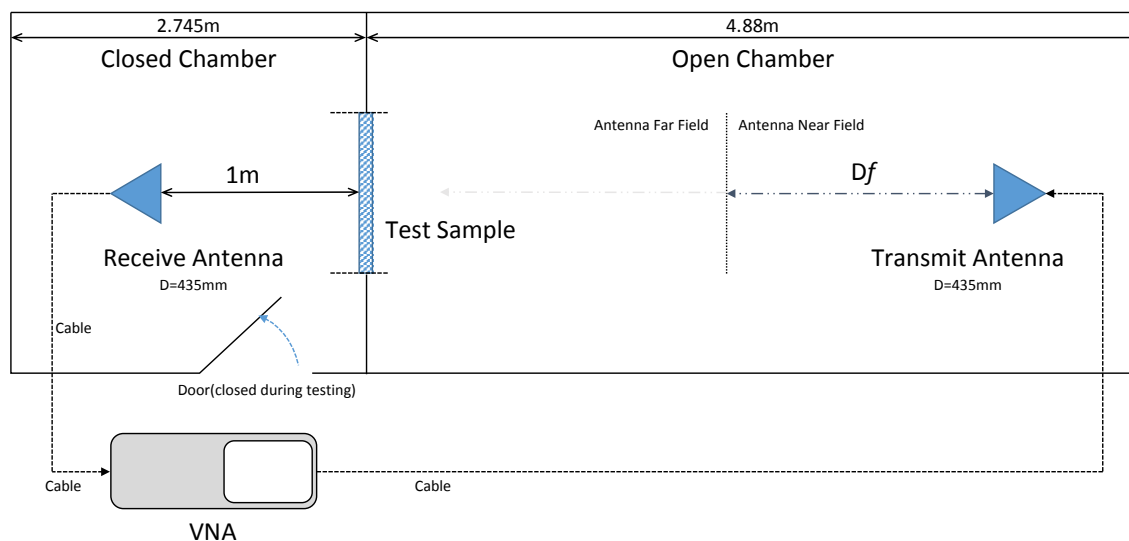 2.745m
4.88m
Closed Chamber
Open Chamber
Antenna Far Field
Antenna Near Field
1m
Df
Test Sample
Receive Antenna
D=435mm
Transmit Antenna
D=435mm
Cable
Door(closed during testing)
Cable
Cable
VNA